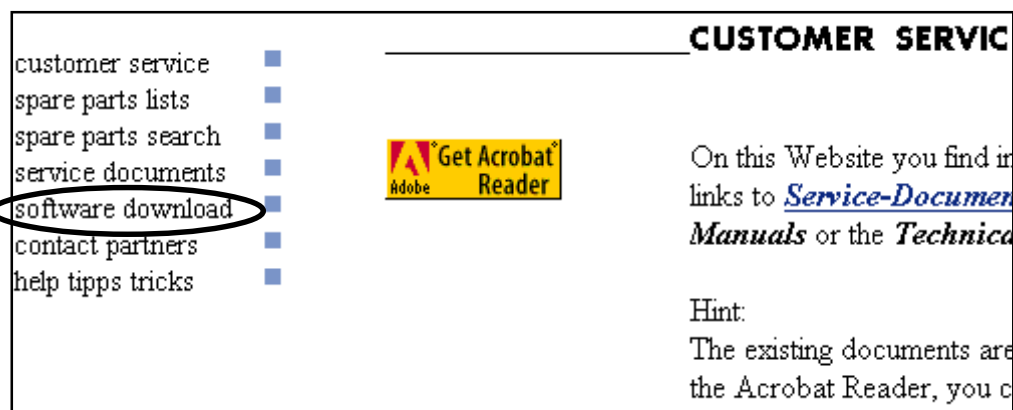 customer service
spare parts lists
spare parts search
service documents
software download
contact partners
help tipps tricks
Get Acrobat
Reader
Adobe
CUSTOMER SERVIC
On this Website you find in
links to Service-Documen
Manuals or the Technica
Hint:
The existing documents are
the Acrobat Reader, you c